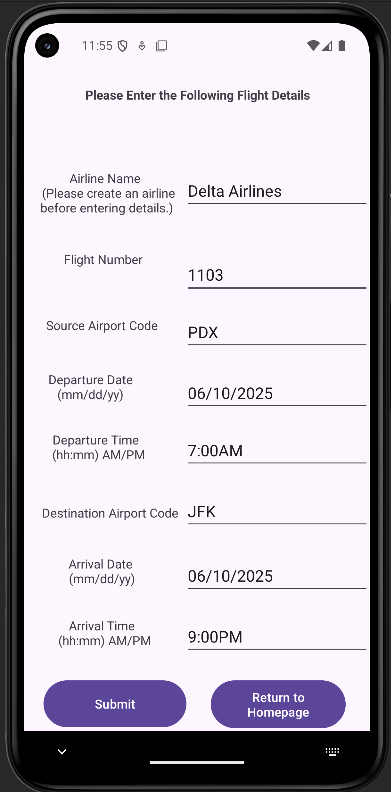 11:55
Please Enter the Following Flight Details
Airline Name
(Please create an airline
before entering details.)
Delta Airlines
Flight Number
1103
Source Airport Code
PDX
Departure Date
(mm/dd/yy)
06/10/2025
Departure Time
(hh:mm) AM/PM
7:00AM
Destination Airport Code
JFK
Arrival Date
(mm/dd/yy)
06/10/2025
Arrival Time
(hh:mm) AM/PM
9:00PM
Submit
Return to
Homepage